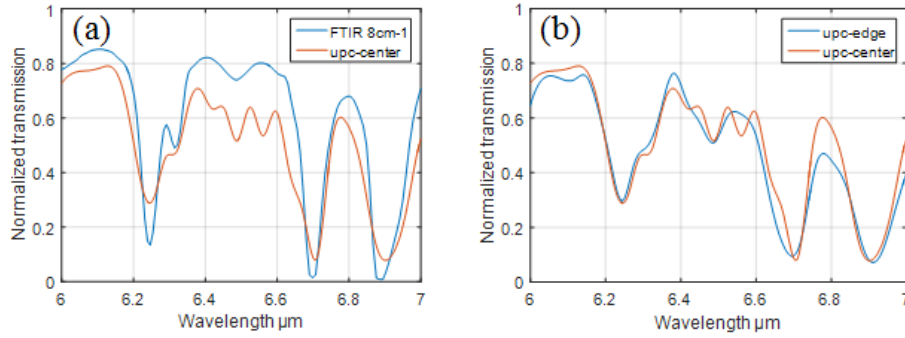 (a)
FTIR 8cm-1
upc-center
Normalized transmission
1
0.8
0.6
0.4
0.2
0
6 6.2 6.4 6.6 6.8 7
Wavelength µm
(b)
upc-edge
upc-center
Normalized transmission
1
0.8
0.6
0.4
0.2
0
6 6.2 6.4 6.6 6.8 7
Wavelength µm